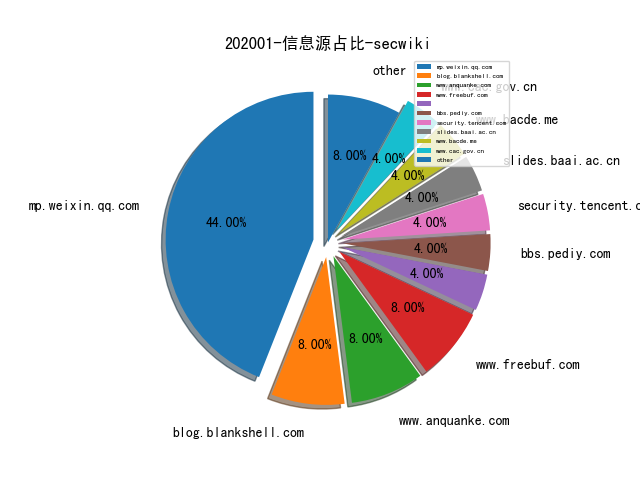 202001-信息源占比-secwiki
other
mp.weixin.qq.com
blog.blankshell.com
www.anquanke.com
www.freebuf.com
bbs.pediy.com
security.tencent.com
slides.baai.ac.cn
www.bacde.me
www.cac.gov.cn
other
www.cac.gov.cn
www.bacde.me
slides.baai.ac.cn
security.tencent.c
bbs.pediy.com
www.freebuf.com
www.anquanke.com
blog.blankshell.com
mp.weixin.qq.com
44.00%
8.00%
8.00%
8.00%
4.00%
4.00%
4.00%
4.00%
4.00%
4.00%
8.00%